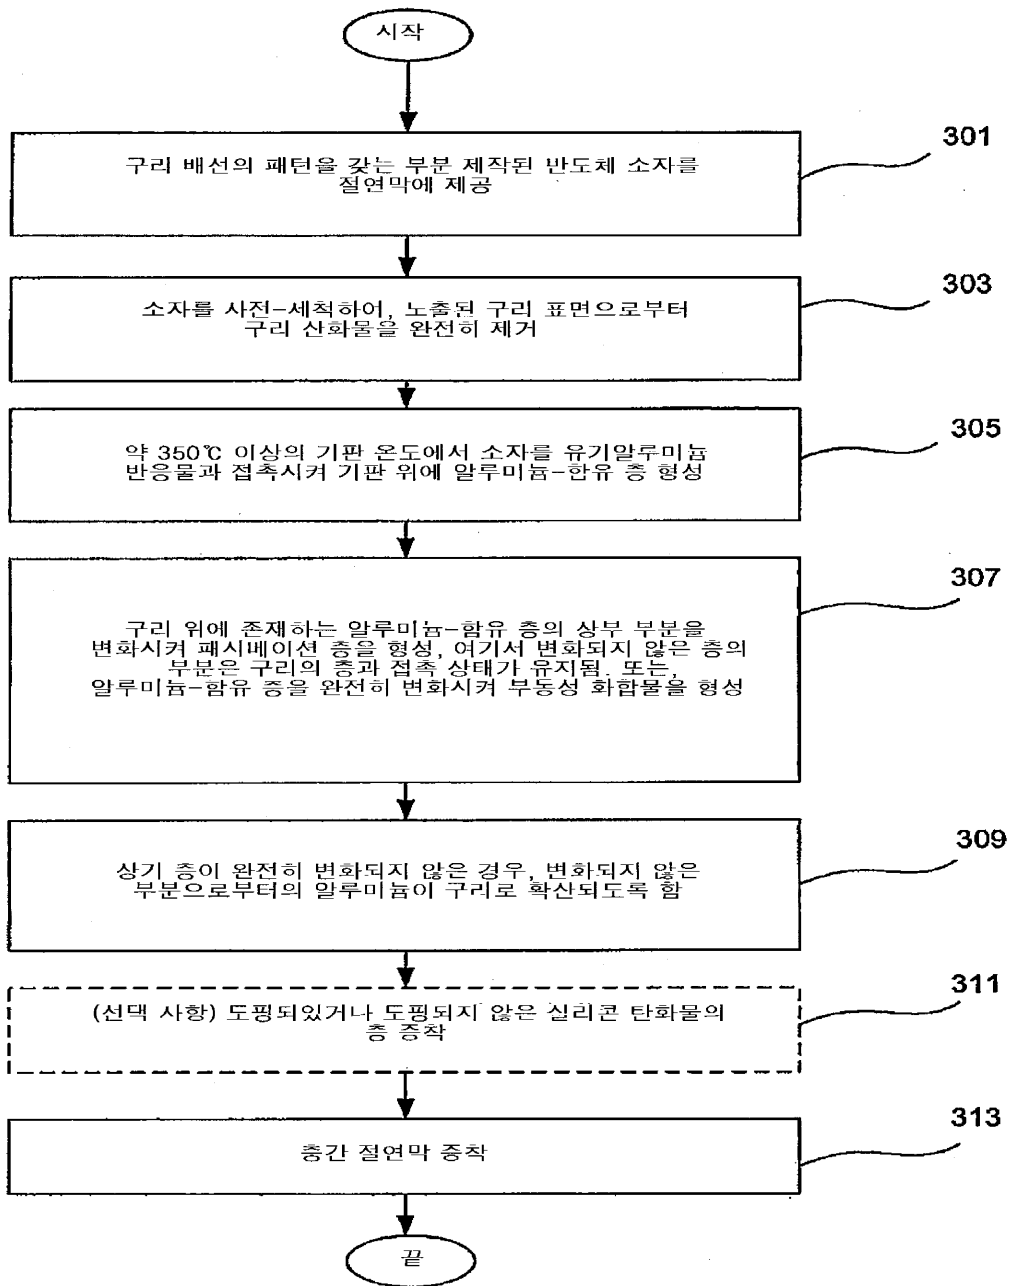 시작
301
구리 배선의 패턴을 갖는 부분 제작된 반도체 소자를
절연막에 제공
303
소자를 사전-세척하여, 노출된 구리 표면으로부터
구리 산화물을 완전히 제거
305
약 350℃ 이상의 기판 온도에서 소자를 유기알루미늄
반응물과 접촉시켜 기판 위에 알루미늄-함유 층 형성
307
구리 위에 존재하는 알루미늄-함유 층의 상부 부분을
변화시켜 패시베이션 층을 형성, 여기서 변화되지 않은 층의
부분은 구리의 층과 접촉 상태가 유지됨. 또는,
알루미늄-함유 층을 완전히 변화시켜 부동성 화합물을 형성
309
상기 층이 완전히 변화되지 않은 경우, 변화되지 않은
부분으로부터의 알루미늄이 구리로 확산되도록 함
311
(선택 사항) 도핑되있거나 도핑되지 않은 실리콘 탄화물의
층 증착
313
층간 절연막 증착
끝